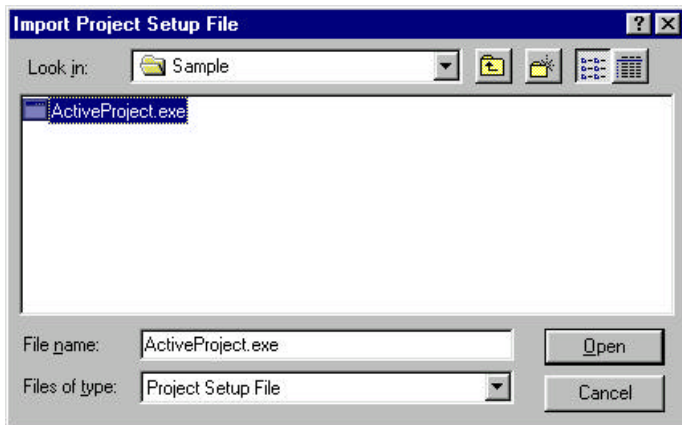 Import Project Setup File
Look in: Sample
ActiveProject.exe
File name: ActiveProject.exe Open
Files of type: Project Setup File Cancel